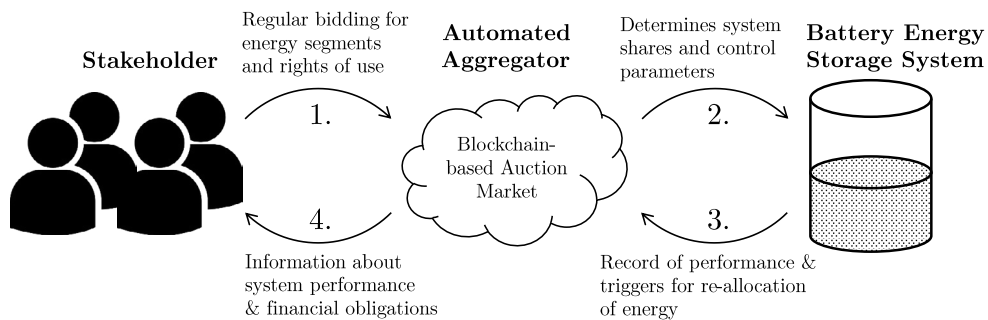 Stakeholder
Regular bidding for
energy segments
and rights of use
1.
Automated
Aggregator
Blockchain-
based Auction
Market
Determines system
shares and control
parameters
2.
Battery Energy
Storage System
3.
Record of performance &
triggers for re-allocation
of energy
4.
Information about
system performance
& financial obligations